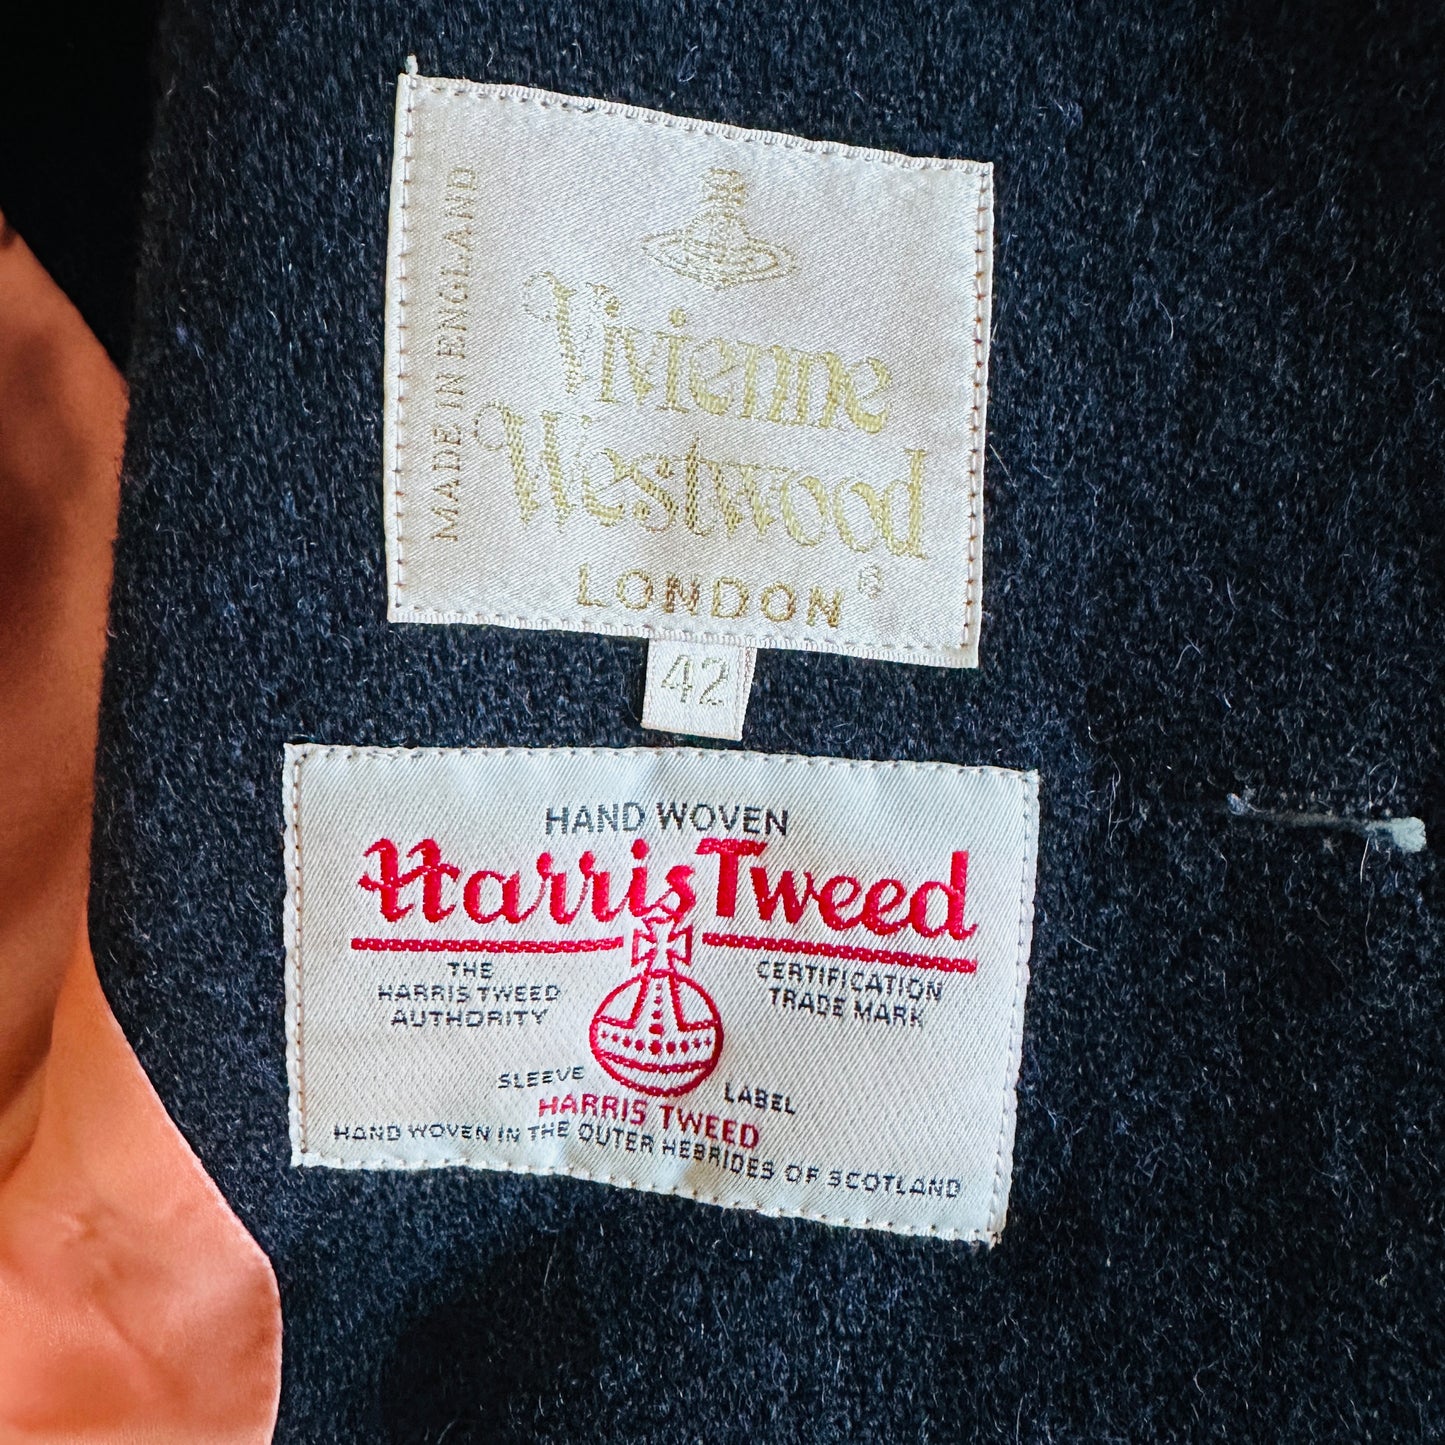 MADE IN ENGLAND
Vivienne
Westwood
®
LONDON
42
HAND WOVEN
Harris Tweed
THE
HARRIS TWEED
AUTHORITY
CERTIFICATION
TRADE MARK
SLEEVE
LABEL
HARRIS TWEED
HAND WOVEN IN THE OUTER HEBRIDES OF SCOTLAND